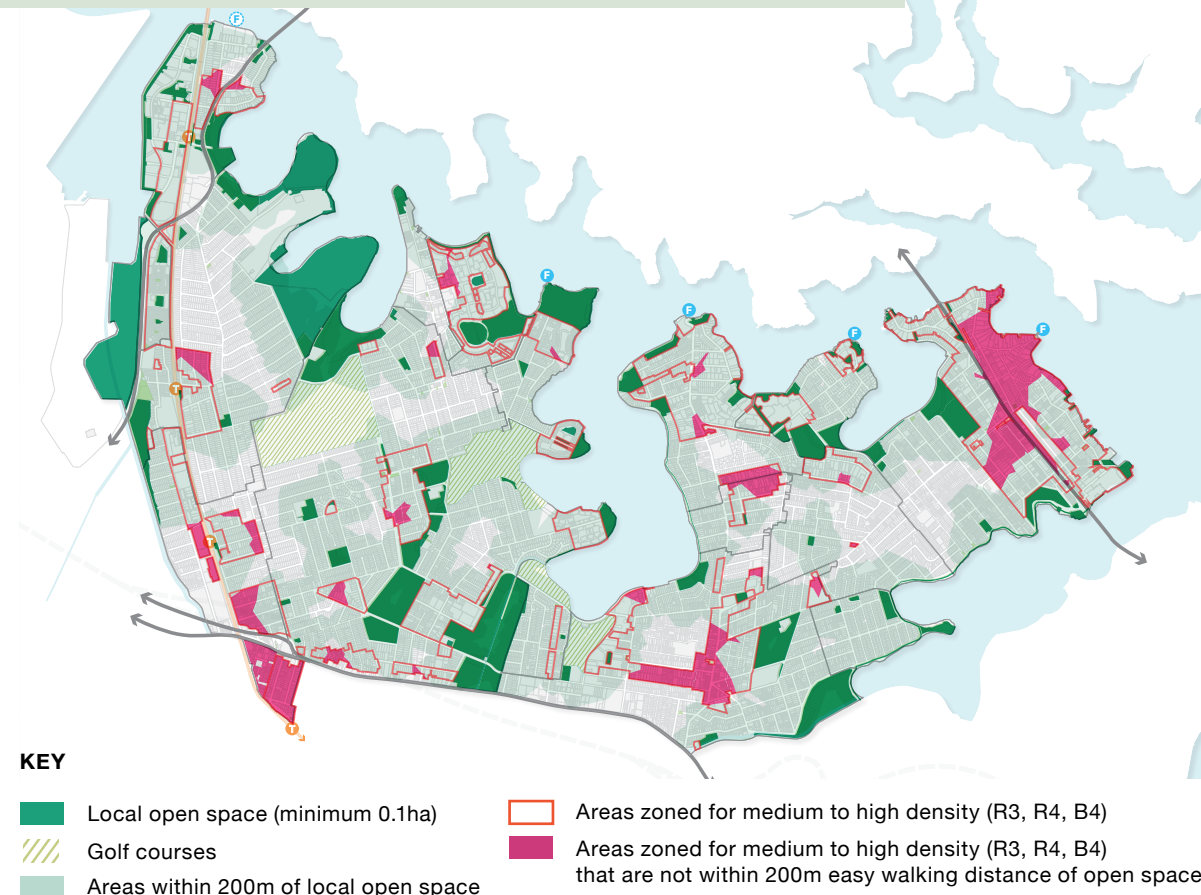 F
T
F
F
F
F
T
T
T
KEY
Local open space (minimum 0.1ha)
Golf courses
Areas within 200m of local open space
Areas zoned for medium to high density (R3, R4, B4)
Areas zoned for medium to high density (R3, R4, B4)
that are not within 200m easy walking distance of open space